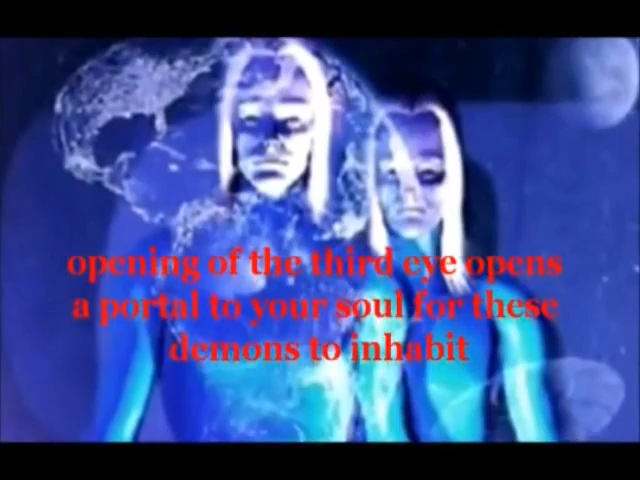 opening of the third eye opens
a portal to your soul for these
demons to inhabit